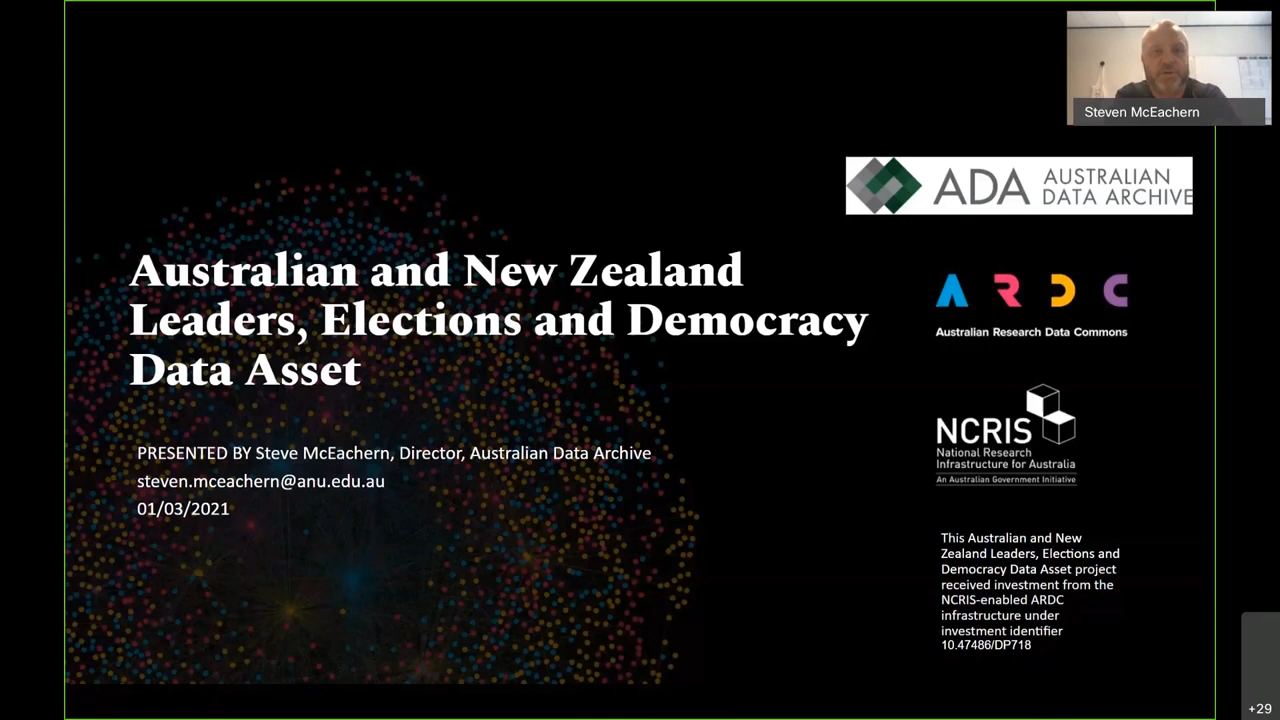 Steven McEachern
ADA AUSTRALIAN
DATA ARCHIVE
Australian and New Zealand
Leaders, Elections and Democracy
Data Asset
ARDC
Australian Research Data Commons
NCRIS
National Research
Infrastructure for Australia
An Australian Government Initiative
PRESENTED BY Steve McEachern, Director, Australian Data Archive
steven.mceachern@anu.edu.au
01/03/2021
This Australian and New
Zealand Leaders, Elections and
Democracy Data Asset project
received investment from the
NCRIS-enabled ARDC
infrastructure under
investment identifier
10.47486/DP718
+29